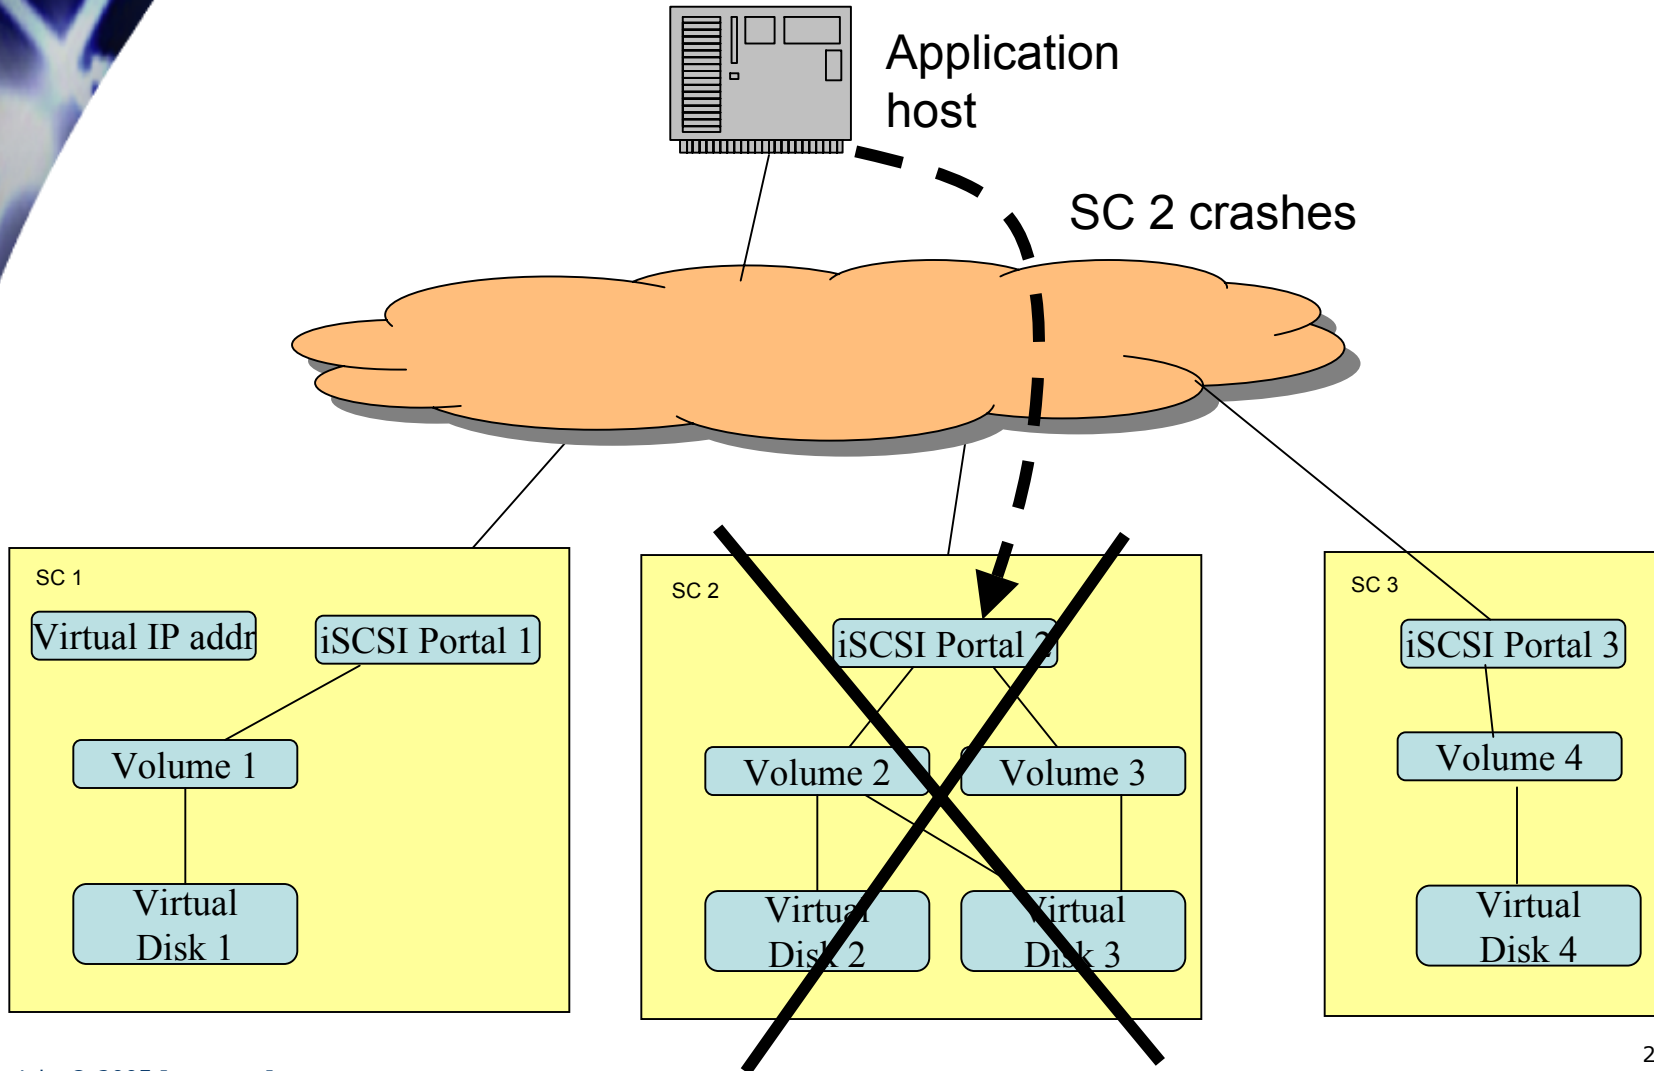 Application
host
SC 2 crashes
SC 1
Virtual IP addr
iSCSI Portal 1
Volume 1
Virtual
Disk 1
SC 2
iSCSI Portal 2
Volume 2
Volume 3
Virtual
Disk 2
Virtual
Disk 3
SC 3
iSCSI Portal 3
Volume 4
Virtual
Disk 4
2